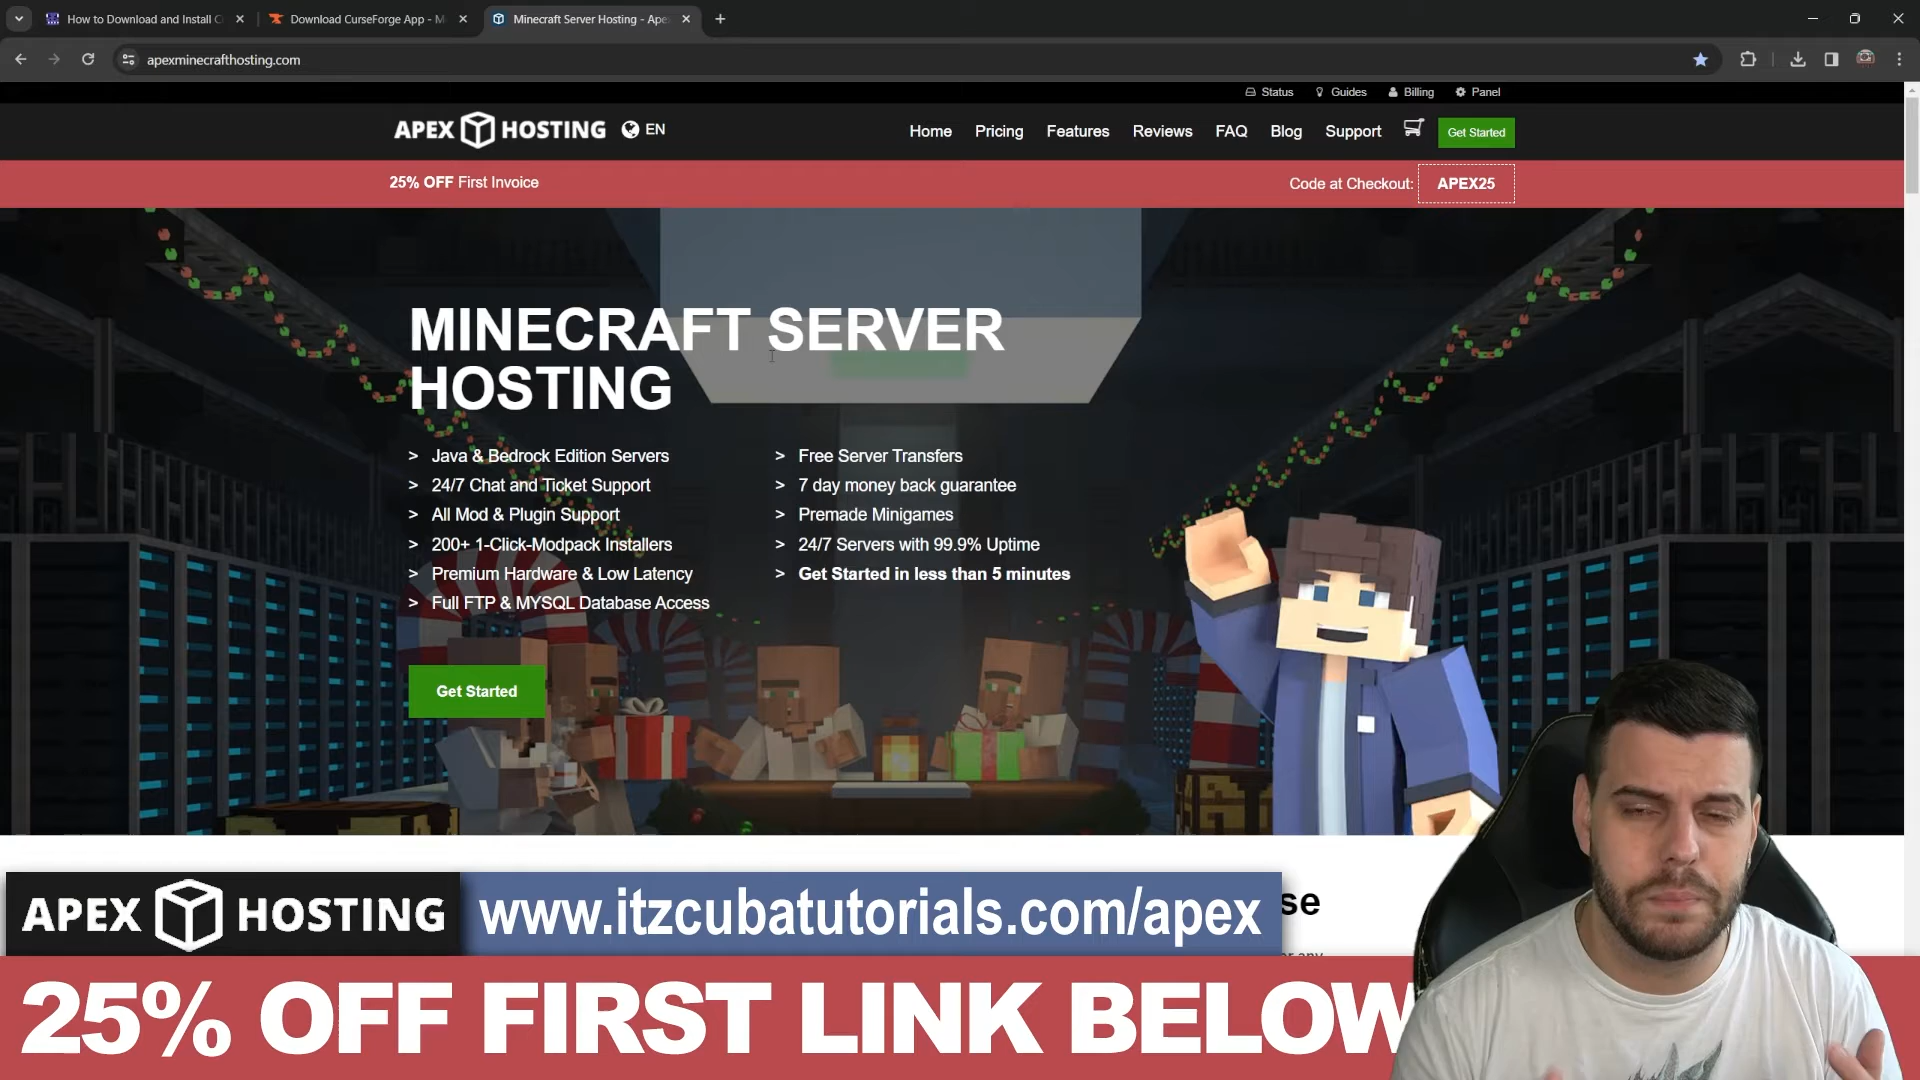 How to Download and Install C
Download CurseForge App - M
Minecraft Server Hosting - Ape
apexminecrafthosting.com
Status
Guides
Billing
Panel
APEX HOSTING
EN
Home
Pricing
Features
Reviews
FAQ
Blog
Support
Get Started
25% OFF First Invoice
Code at Checkout: APEX25
MINECRAFT SERVER
HOSTING
> Java & Bedrock Edition Servers
> 24/7 Chat and Ticket Support
> All Mod & Plugin Support
> 200+ 1-Click-Modpack Installers
> Premium Hardware & Low Latency
> Full FTP & MYSQL Database Access
> Free Server Transfers
> 7 day money back guarantee
> Premade Minigames
> 24/7 Servers with 99.9% Uptime
> Get Started in less than 5 minutes
Get Started
se
APEX HOSTING
www.itzcubatutorials.com/apex
25% OFF FIRST LINK BELOW